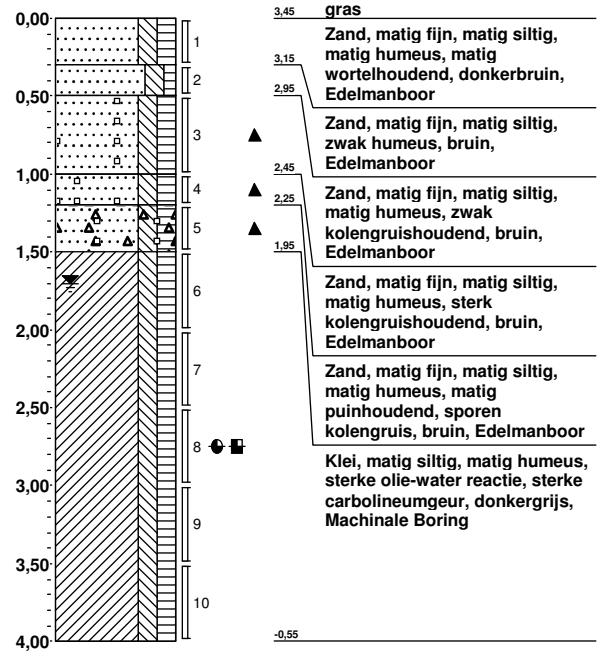 0,00
0,50
1,00
1,50
2,00
2,50
3,00
3,50
4,00
1
2
3
4
5
6
7
8
9
10
3,45
gras
Zand, matig fijn, matig siltig,
matig humeus, matig
wortelhoudend, donkerbruin,
Edelmanboor
3,15
Zand, matig fijn, matig siltig,
zwak humeus, bruin,
Edelmanboor
2,95
Zand, matig fijn, matig siltig,
matig humeus, zwak
kolengruishoudend, bruin,
Edelmanboor
2,45
Zand, matig fijn, matig siltig,
matig humeus, sterk
kolengruishoudend, bruin,
Edelmanboor
2,25
Zand, matig fijn, matig siltig,
matig humeus, matig
puinhoudend, sporen
kolengruis, bruin, Edelmanboor
1,95
Klei, matig siltig, matig humeus,
sterke olie-water reactie, sterke
carbolineumgeur, donkergrijs,
Machinale Boring
-0,55